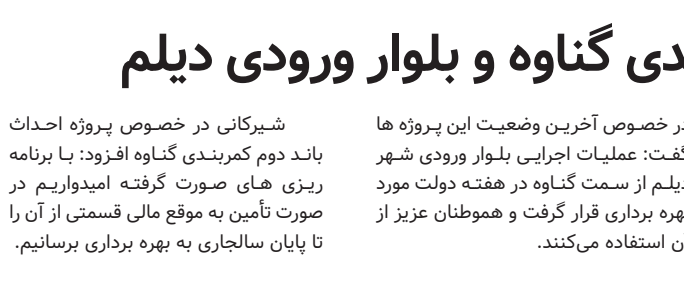 گناوه و بلوار ورودی دیلم
خصوص آخرین وضعیت این پروژه ها
گفت: عملیات اجرایی بلوار ورودی شهر
دیلم از سمت گناوه در هفته دولت مورد
بهره برداری قرار گرفت و هموطنان عزیز از
استفاده می‌کنند.
شیرکانی در خصوص پروژه احداث
باند دوم کمربندی گناوه افزود: با برنامه
ریزی های صورت گرفته امیدواریم در
صورت تأمین به موقع مالی قسمتی از آن را
تا پایان سالجاری به بهره برداری برسانیم.